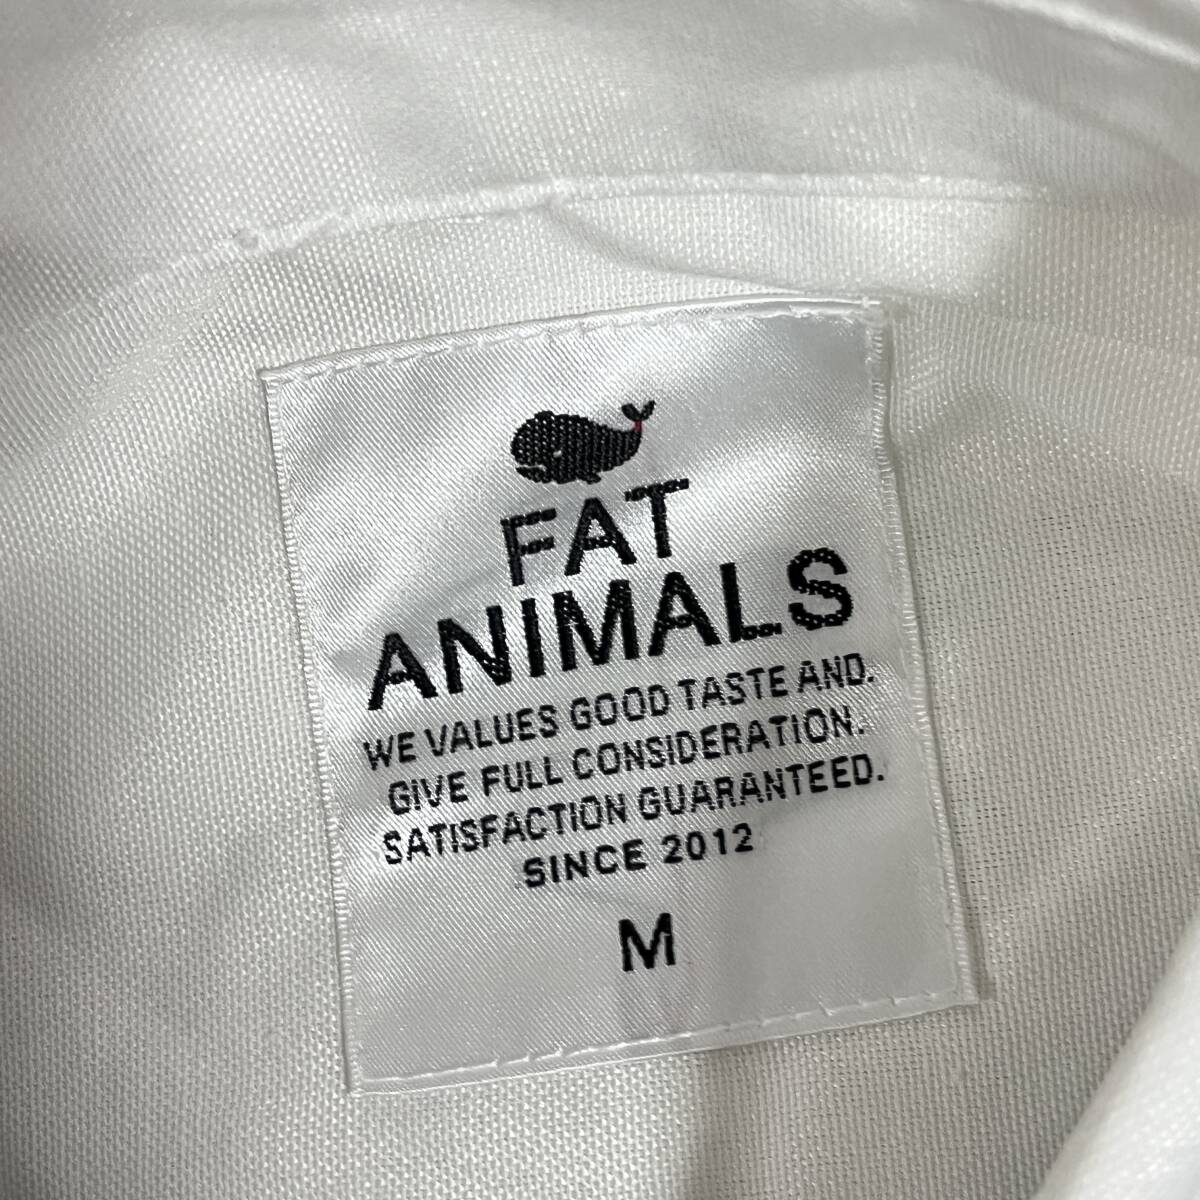 FAT
ANIMALS
WE VALUES GOOD TASTE AND.
GIVE FULL CONSIDERATION.
SATISFACTION GUARANTEED.
SINCE 2012
M